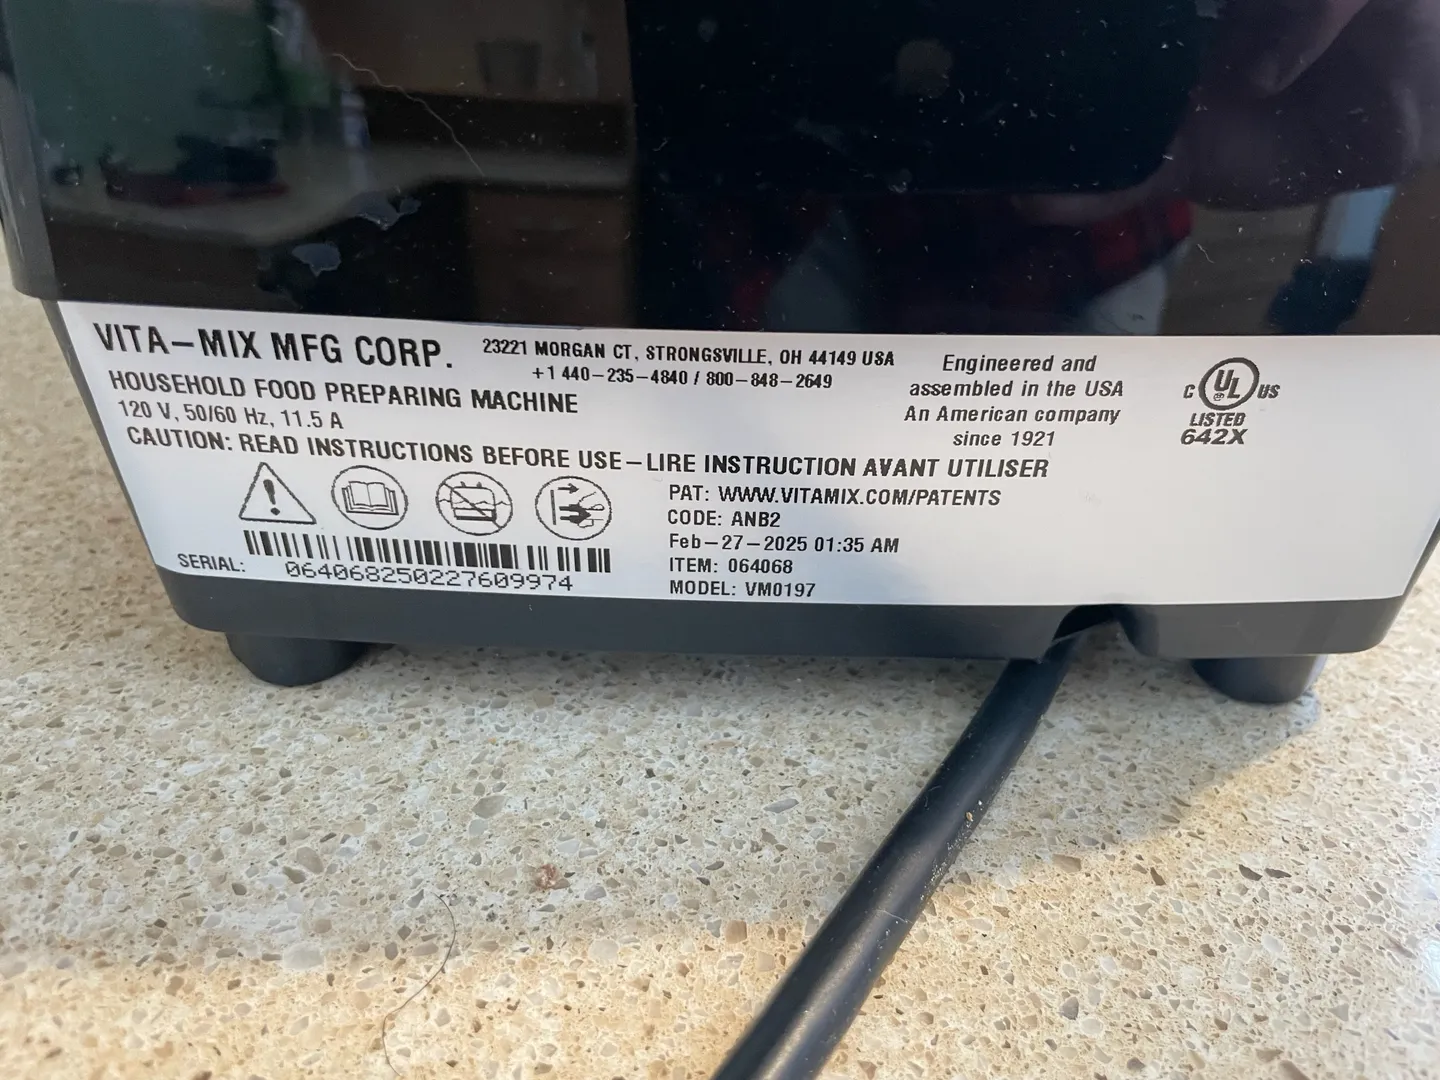 VITA-MIX MFG CORP.
23221 MORGAN CT, STRONGSVILLE, OH 44149 USA
+1 440-235-4840 / 800-848-2649
HOUSEHOLD FOOD PREPARING MACHINE
120 V, 50/60 Hz, 11.5 A
CAUTION: READ INSTRUCTIONS BEFORE USE-LIRE INSTRUCTION AVANT UTILISER
Engineered and
assembled in the USA
An American company
since 1921
C UL US
LISTED
642X
PAT: WWW.VITAMIX.COM/PATENTS
CODE: ANB2
Feb-27-2025 01:35 AM
ITEM: 064068
MODEL: VM0197
SERIAL: 064068250227609974